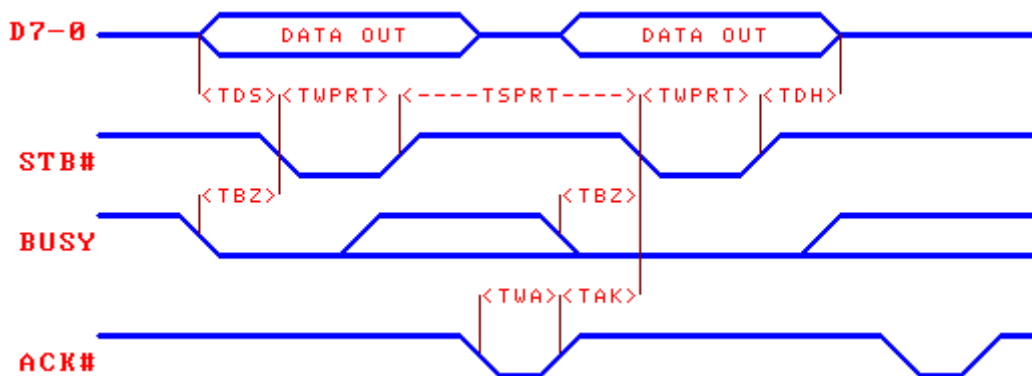 D7-0 DATA OUT DATA OUT
<TDS> <TWPRT> <----TSPRT----> <TWPRT> <TDH>
STB#
<TBZ> <TBZ>
BUSY
<TWA> <TAK>
ACK#